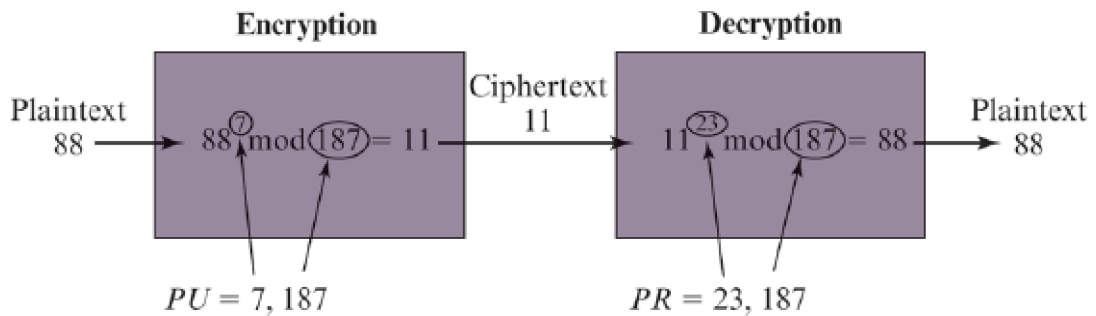 Encryption
Decryption
Plaintext
88
88^7 mod 187 = 11
Ciphertext
11
11^23 mod 187 = 88
Plaintext
88
PU = 7, 187
PR = 23, 187